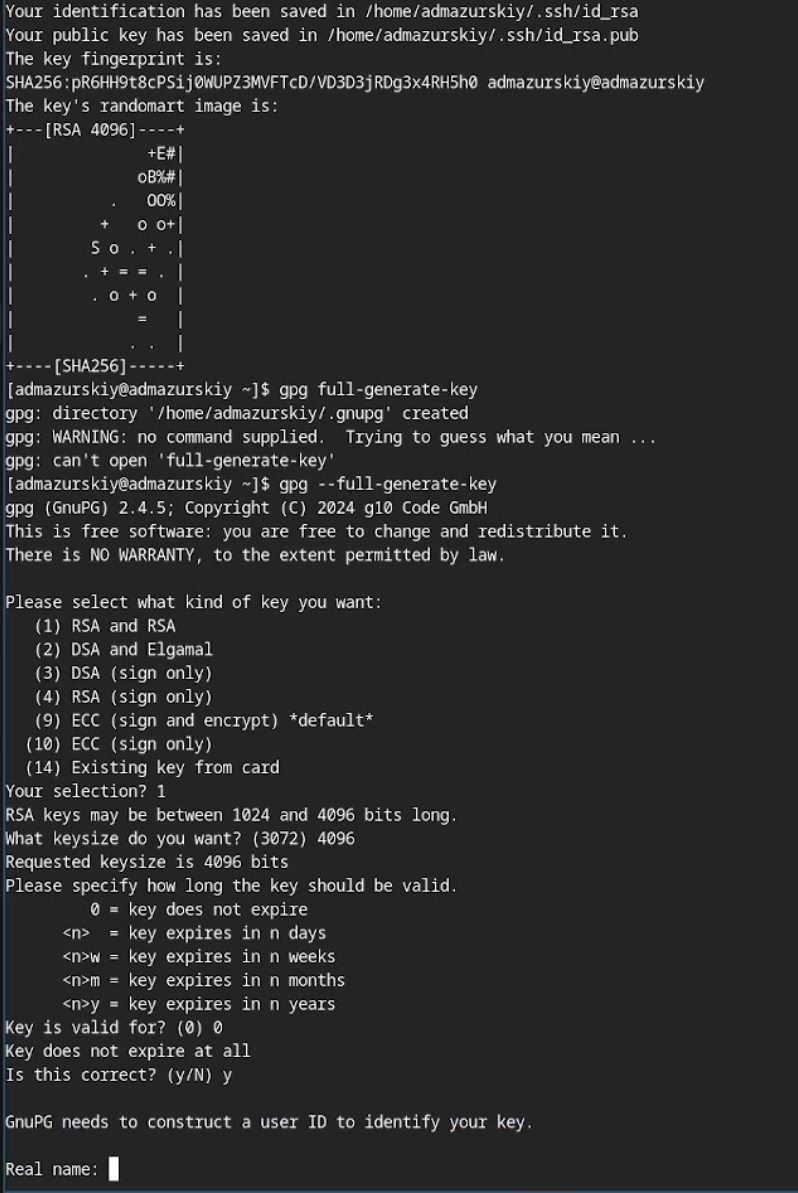 Your identification has been saved in /home/admazurskiy/.ssh/id_rsa
Your public key has been saved in /home/admazurskiy/.ssh/id_rsa.pub
The key fingerprint is:
SHA256:pR6HH9t8cPSij0WUPZ3MVFTcD/VD3D3jRDg3x4RH5h0 admazurskiy@admazurskiy
The key's randomart image is:
+---[RSA 4096]----+
|              +E#|
|             oB%#|
|          .   OO%|
|         +   o o+|
|        S o . + .|
|       . + = = . |
|        . o + o  |
|             =   |
|            . .  |
+----[SHA256]-----+
[admazurskiy@admazurskiy ~]$ gpg full-generate-key
gpg: directory '/home/admazurskiy/.gnupg' created
gpg: WARNING: no command supplied.  Trying to guess what you mean ...
gpg: can't open 'full-generate-key'
[admazurskiy@admazurskiy ~]$ gpg --full-generate-key
gpg (GnuPG) 2.4.5; Copyright (C) 2024 g10 Code GmbH
This is free software: you are free to change and redistribute it.
There is NO WARRANTY, to the extent permitted by law.

Please select what kind of key you want:
   (1) RSA and RSA
   (2) DSA and Elgamal
   (3) DSA (sign only)
   (4) RSA (sign only)
   (9) ECC (sign and encrypt) *default*
  (10) ECC (sign only)
  (14) Existing key from card
Your selection? 1
RSA keys may be between 1024 and 4096 bits long.
What keysize do you want? (3072) 4096
Requested keysize is 4096 bits
Please specify how long the key should be valid.
         0 = key does not expire
      <n>  = key expires in n days
      <n>w = key expires in n weeks
      <n>m = key expires in n months
      <n>y = key expires in n years
Key is valid for? (0) 0
Key does not expire at all
Is this correct? (y/N) y

GnuPG needs to construct a user ID to identify your key.

Real name: